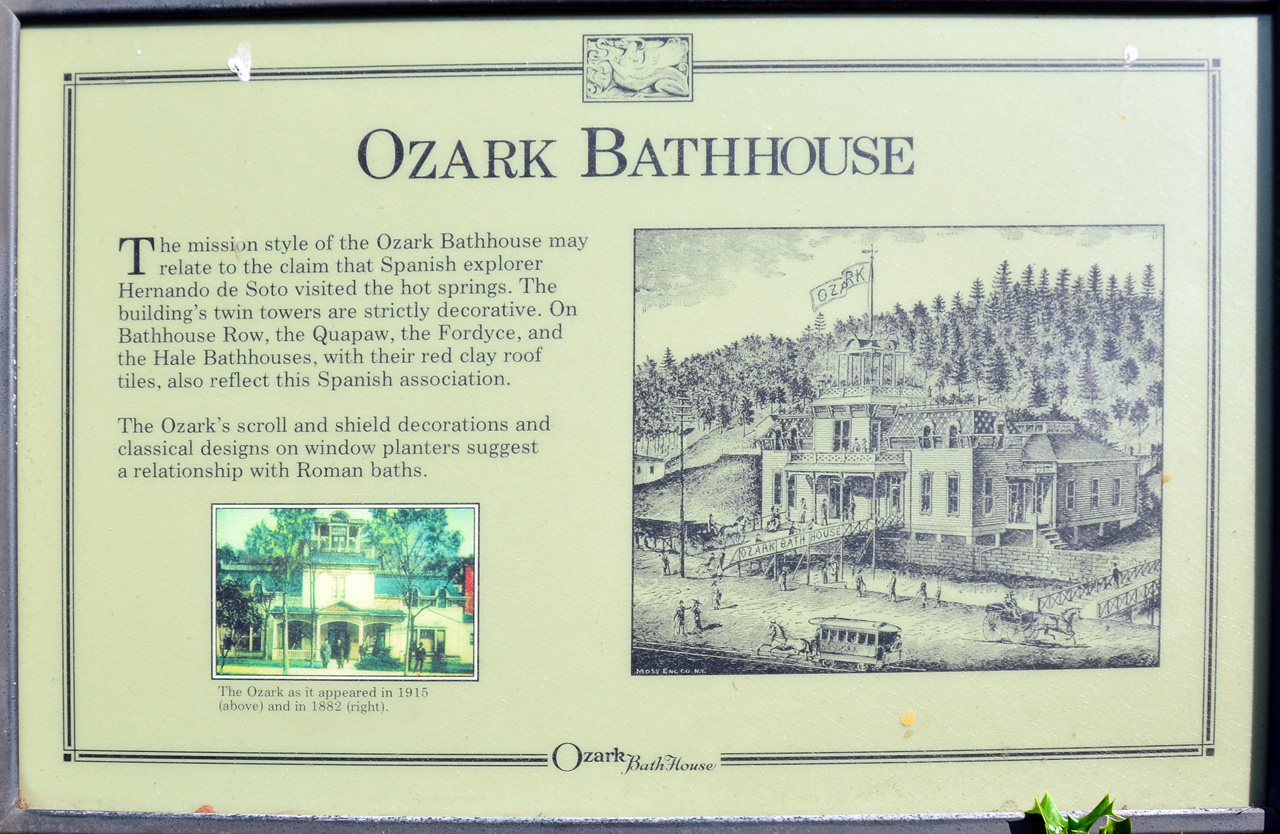 OZARK BATHHOUSE
The mission style of the Ozark Bathhouse may
relate to the claim that Spanish explorer
Hernando de Soto visited the hot springs. The
building's twin towers are strictly decorative. On
Bathhouse Row, the Quapaw, the Fordyce, and
the Hale Bathhouses, with their red clay roof
tiles, also reflect this Spanish association.
The Ozark's scroll and shield decorations and
classical designs on window planters suggest
a relationship with Roman baths.
The Ozark as it appeared in 1915
(above) and in 1882 (right).
OZARK
OZARK BATH HOUSE
MOSS ENG. CO. N.Y.
Ozark BathHouse